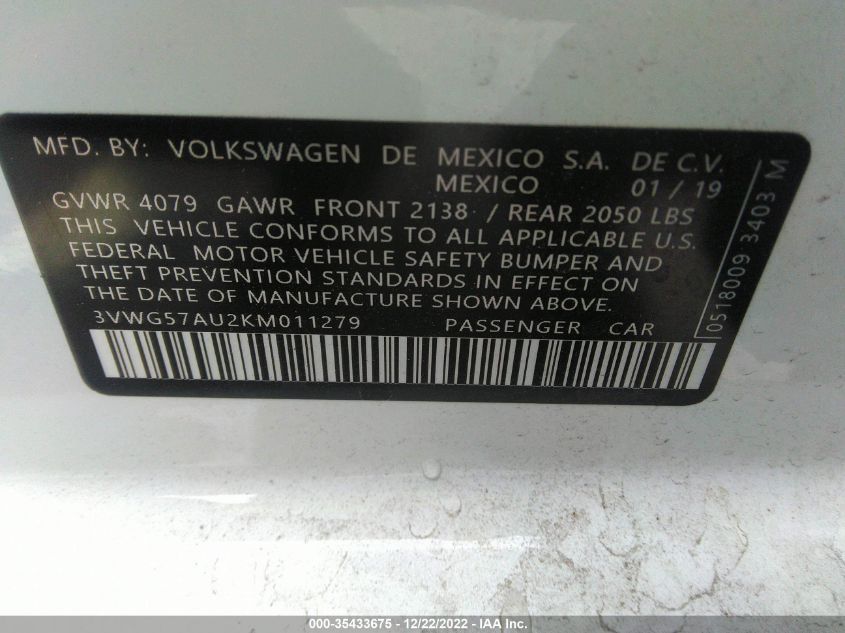 MFD. BY: VOLKSWAGEN DE MEXICO S.A. DE C.V.
MEXICO 01 / 19
GVWR 4079 GAWR FRONT 2138 / REAR 2050 LBS
THIS VEHICLE CONFORMS TO ALL APPLICABLE U.S.
FEDERAL MOTOR VEHICLE SAFETY BUMPER AND
THEFT PREVENTION STANDARDS IN EFFECT ON
THE DATE OF MANUFACTURE SHOWN ABOVE.
3VWG57AU2KM011279 PASSENGER CAR
0518009 3403 M
000-35433675 - 12/22/2022 - IAA Inc.